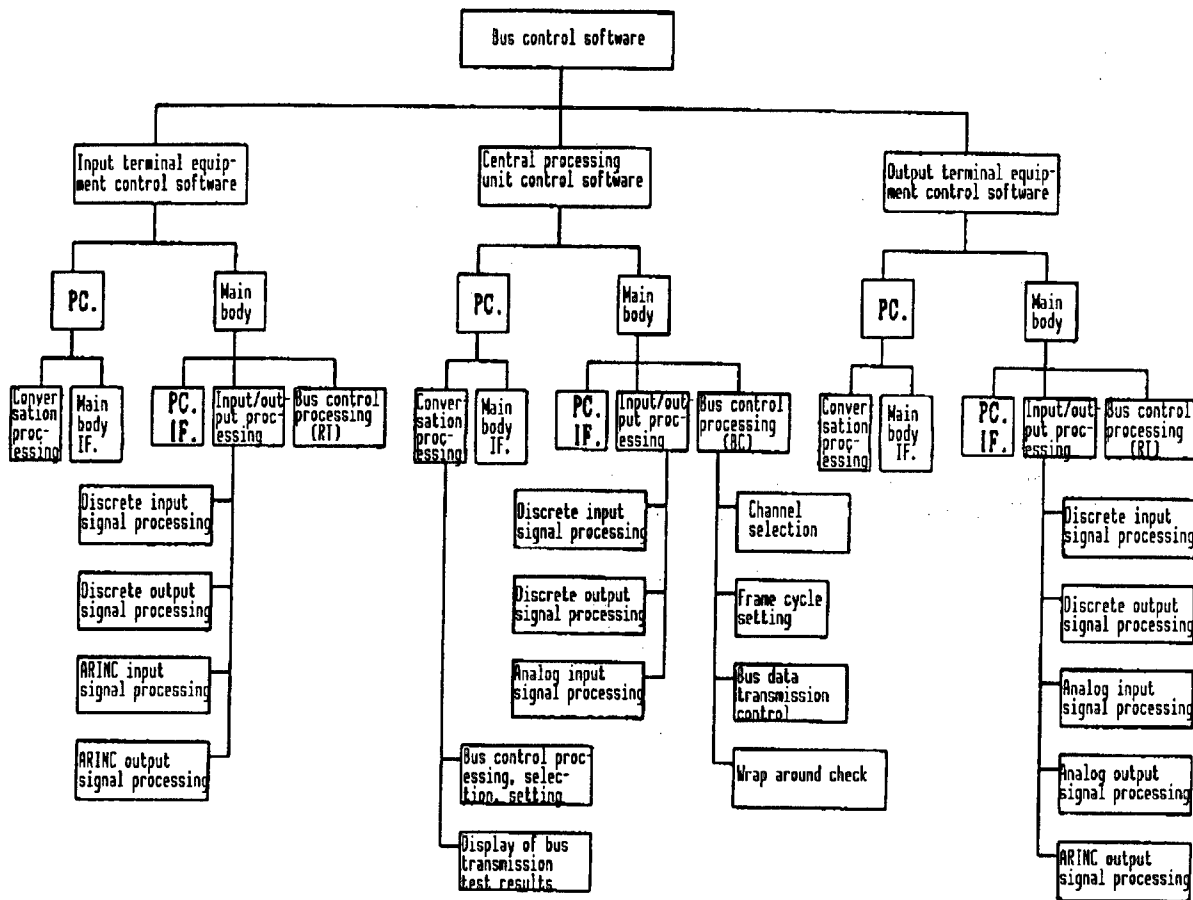 Bus control software
Input terminal equip-
ment control software
Central processing
unit control software
Output terminal equip-
ment control software
PC.
Main
body
PC.
Main
body
PC.
Main
body
Conver
sation
proc-
essing
Main
body
IF.
PC.
IF.
Input/out-
put pro-
cessing
Bus control
processing
(RT)
Conver
sation
proc-
essing
Main
body
IF.
PC.
IF.
Input/out-
put pro-
cessing
Bus control
processing
(BC)
Conver
sation
proc-
essing
Main
body
IF.
PC.
IF.
Input/out-
put pro-
cessing
Bus control
processing
(RT)
Discrete input
signal processing
Discrete output
signal processing
ARINC input
signal processing
ARINC output
signal processing
Bus control proc-
essing, selec-
tion, setting
Display of bus
transmission
test results
Discrete input
signal processing
Discrete output
signal processing
Analog input
signal processing
Channel
selection
Frame cycle
setting
Bus data
transmission
control
Wrap around check
Discrete input
signal processing
Discrete output
signal processing
Analog input
signal processing
Analog output
signal processing
ARINC output
signal processing